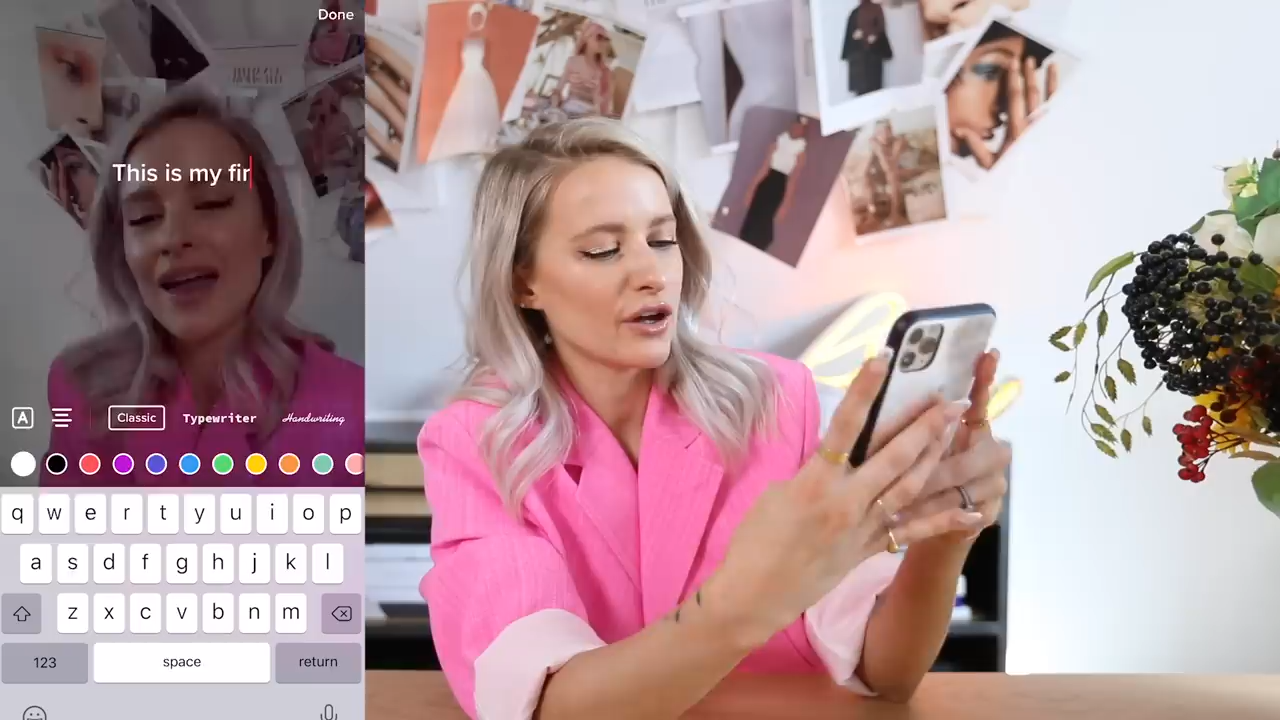 Done
This is my fir
Classic Typewriter Handwriting
q w e r t y u i o p
a s d f g h j k l
z x c v b n m
123 space return